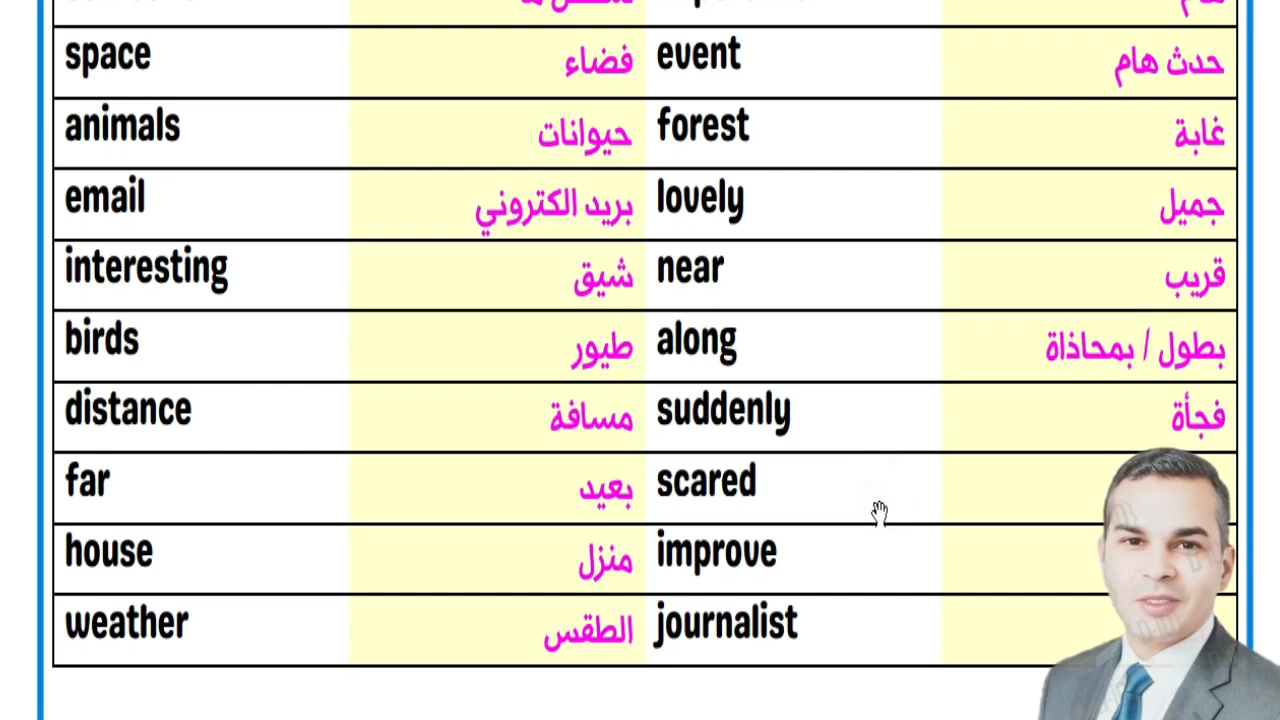 space فضاء event حدث هام
animals حيوانات forest غابة
email بريد الكتروني lovely جميل
interesting شيق near قريب
birds طيور along بطول / بمحاذاة
distance مسافة suddenly فجأة
far بعيد scared
house منزل improve
weather الطقس journalist